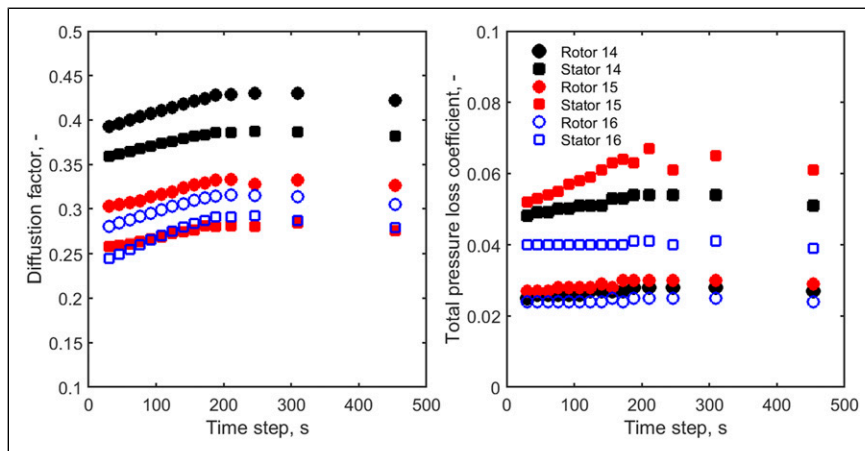 0.5
0.45
0.4
0.35
0.3
0.25
0.2
0.15
0.1
Diffustion factor, -
0 100 200 300 400 500
Time step, s
0.1
0.08
0.06
0.04
0.02
0
Total pressure loss coefficient, -
Rotor 14
Stator 14
Rotor 15
Stator 15
Rotor 16
Stator 16
0 100 200 300 400 500
Time step, s